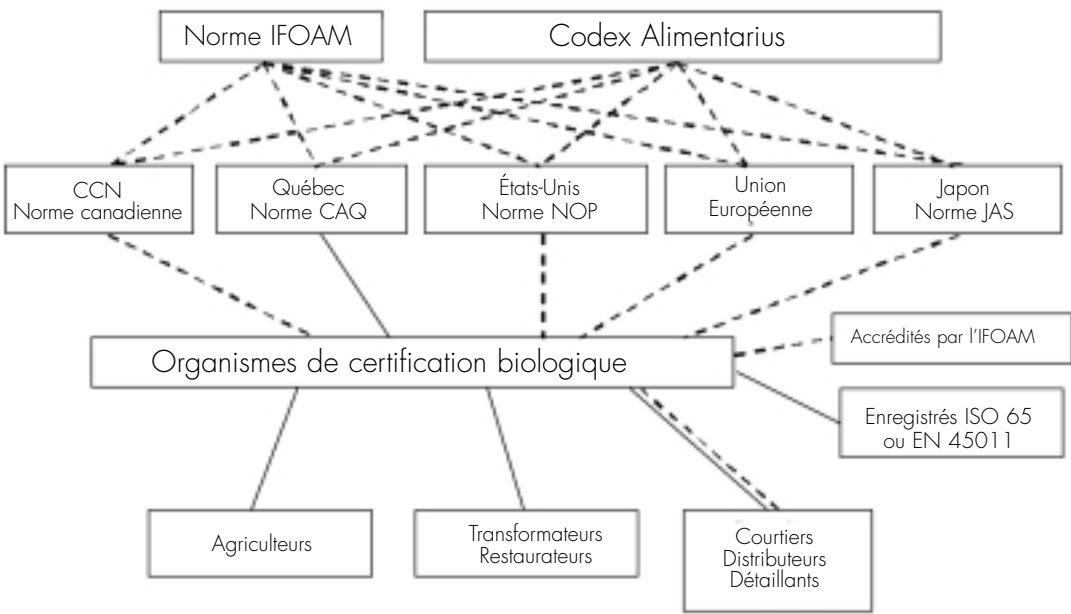 Norme IFOAM
Codex Alimentarius
CCN
Norme canadienne
Québec
Norme CAQ
États-Unis
Norme NOP
Union
Européenne
Japon
Norme JAS
Organismes de certification biologique
Accrédités par l'IFOAM
Enregistrés ISO 65
ou EN 45011
Agriculteurs
Transformateurs
Restaurateurs
Courtiers
Distributeurs
Détaillants